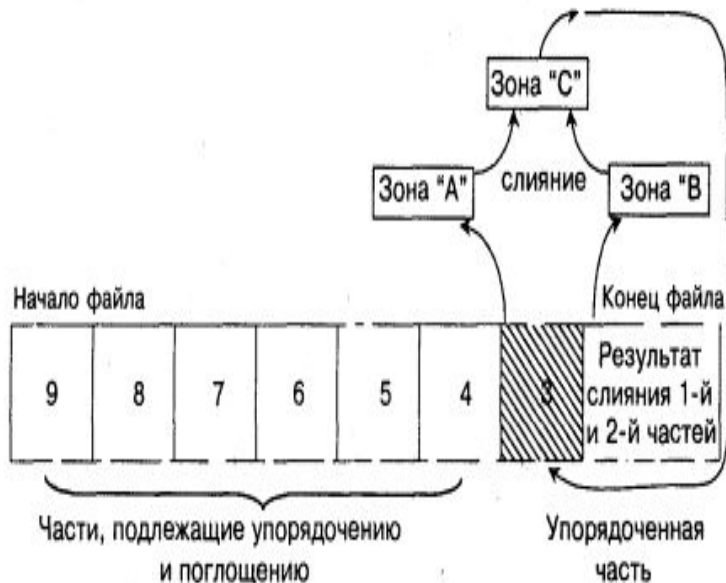 Зона "С"
Зона "А"
слияние
Зона "В
Начало файла
Конец файла
9 8 7 6 5 4 3
Результат
слияния 1-й
и 2-й частей
Части, подлежащие упорядочению
и поглощению
Упорядоченная
часть